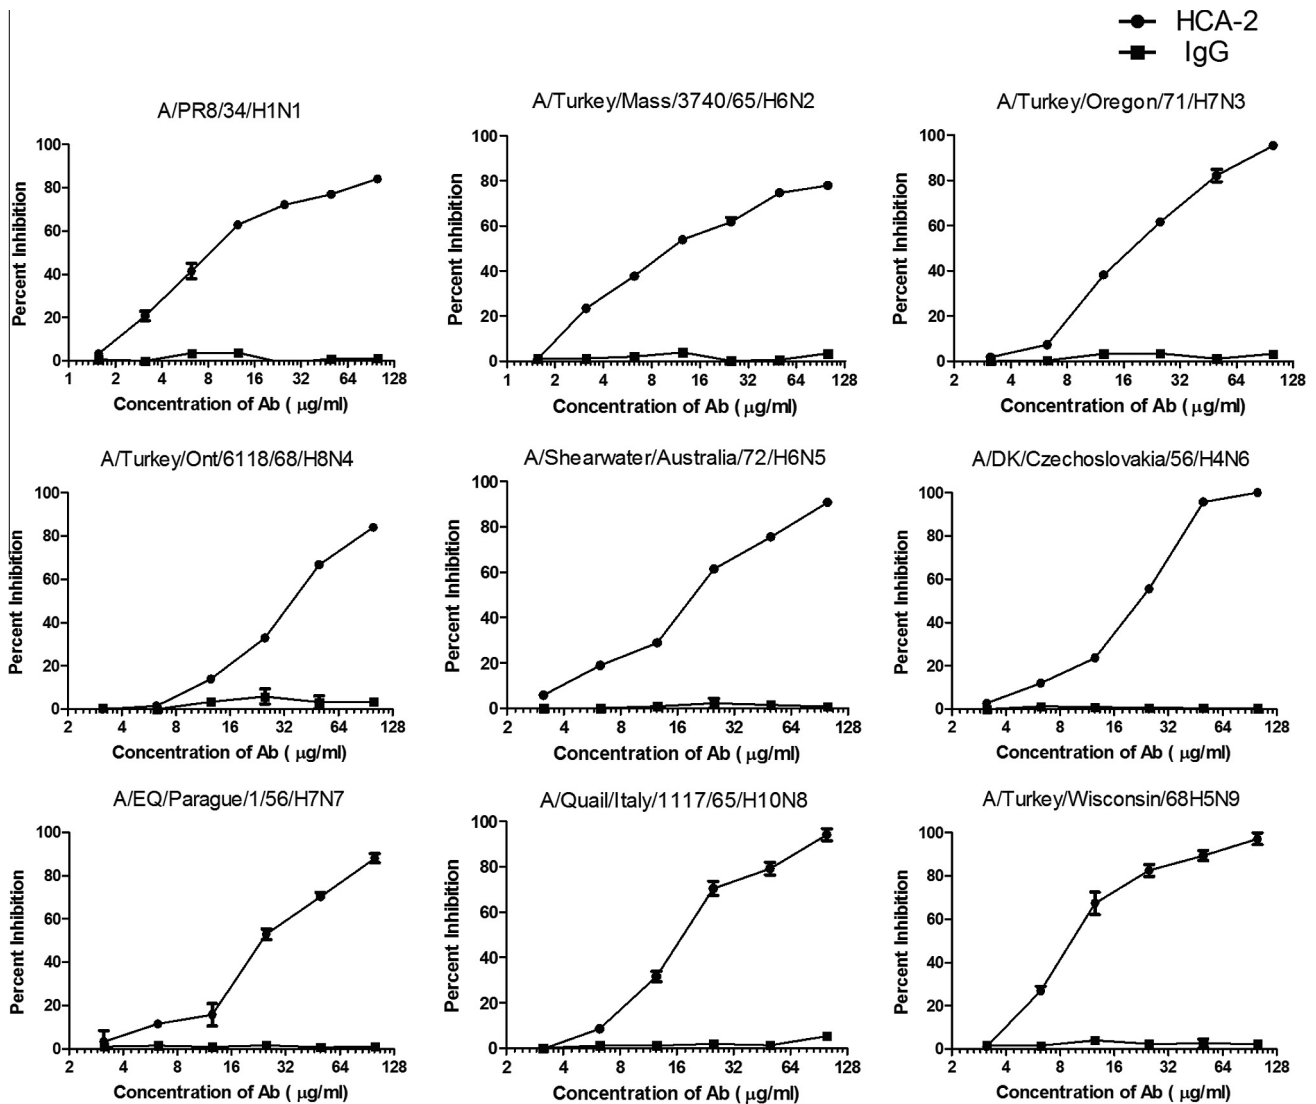 HCA-2
IgG
A/PR8/34/H1N1
Percent Inhibition
100
80
60
40
20
0
1 2 4 8 16 32 64 128
Concentration of Ab ( μg/ml)
A/Turkey/Mass/3740/65/H6N2
Percent Inhibition
100
80
60
40
20
0
1 2 4 8 16 32 64 128
Concentration of Ab ( μg/ml)
A/Turkey/Oregon/71/H7N3
Percent Inhibition
100
80
60
40
20
0
2 4 8 16 32 64 128
Concentration of Ab ( μg/ml)
A/Turkey/Ont/6118/68/H8N4
Percent Inhibition
100
80
60
40
20
0
2 4 8 16 32 64 128
Concentration of Ab ( μg/ml)
A/Shearwater/Australia/72/H6N5
Percent Inhibition
100
80
60
40
20
0
2 4 8 16 32 64 128
Concentration of Ab ( μg/ml)
A/DK/Czechoslovakia/56/H4N6
Percent Inhibition
100
80
60
40
20
0
2 4 8 16 32 64 128
Concentration of Ab ( μg/ml)
A/EQ/Parague/1/56/H7N7
Percent Inhibition
100
80
60
40
20
0
2 4 8 16 32 64 128
Concentration of Ab ( μg/ml)
A/Quail/Italy/1117/65/H10N8
Percent Inhibition
100
80
60
40
20
0
2 4 8 16 32 64 128
Concentration of Ab ( μg/ml)
A/Turkey/Wisconsin/68H5N9
Percent Inhibition
100
80
60
40
20
0
2 4 8 16 32 64 128
Concentration of Ab ( μg/ml)